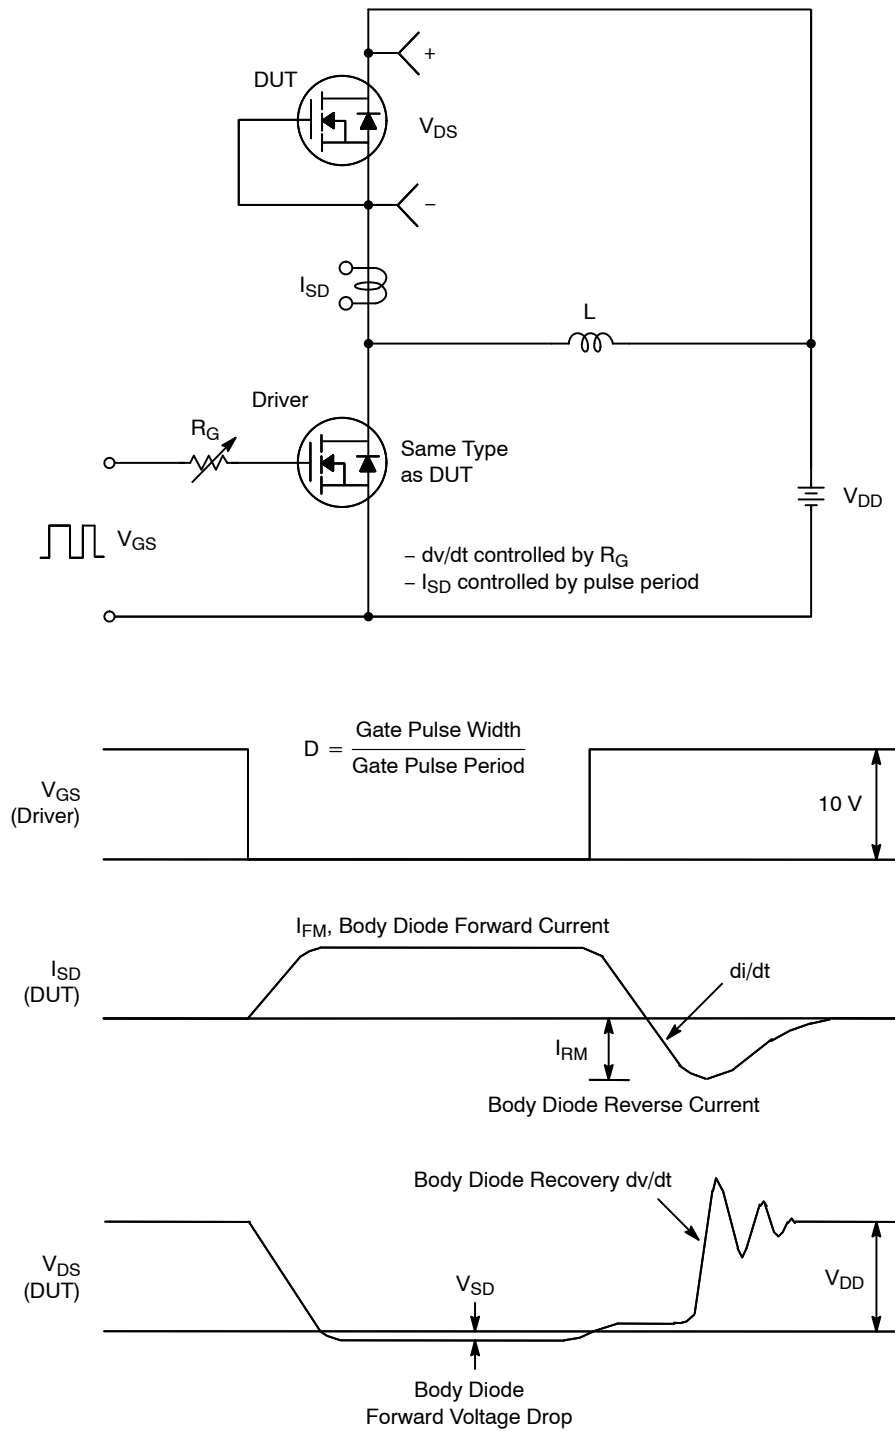 +
DUT
V_DS
−
I_SD
L
Driver
R_G
Same Type
as DUT
V_DD
V_GS
− dv/dt controlled by R_G
− I_SD controlled by pulse period
D = Gate Pulse Width
Gate Pulse Period
V_GS
(Driver)
10 V
I_FM, Body Diode Forward Current
I_SD
(DUT)
di/dt
I_RM
Body Diode Reverse Current
Body Diode Recovery dv/dt
V_DS
(DUT)
V_SD
V_DD
Body Diode
Forward Voltage Drop